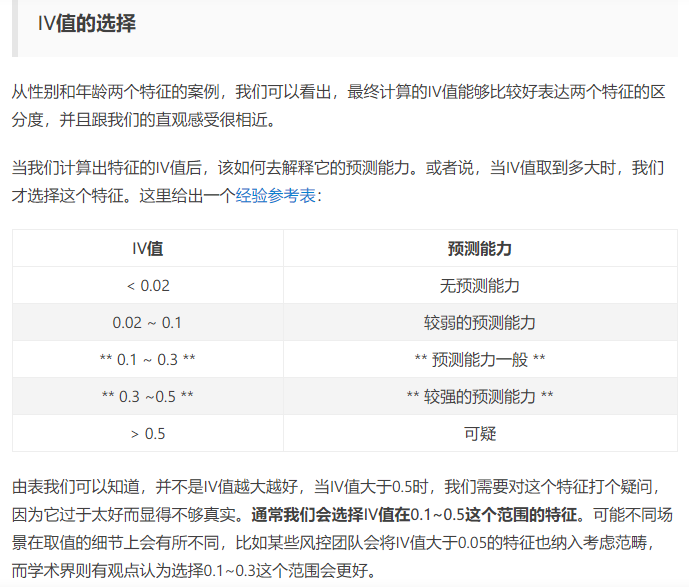 IV值的选择
从性别和年龄两个特征的案例，我们可以看出，最终计算的IV值能够比较好表达两个特征的区
分度，并且跟我们的直观感受很相近。
当我们计算出特征的IV值后，该如何去解释它的预测能力。或者说，当IV值取到多大时，我们
才选择这个特征。这里给出一个经验参考表：
IV值 预测能力
< 0.02 无预测能力
0.02 ~ 0.1 较弱的预测能力
** 0.1 ~ 0.3 ** ** 预测能力一般 **
** 0.3 ~0.5 ** ** 较强的预测能力 **
> 0.5 可疑
由表我们可以知道，并不是IV值越大越好，当IV值大于0.5时，我们需要对这个特征打个疑问，
因为它过于太好而显得不够真实。通常我们会选择IV值在0.1~0.5这个范围的特征。可能不同场
景在取值的细节上会有所不同，比如某些风控团队会将IV值大于0.05的特征也纳入考虑范畴，
而学术界则有观点认为选择0.1~0.3这个范围会更好。